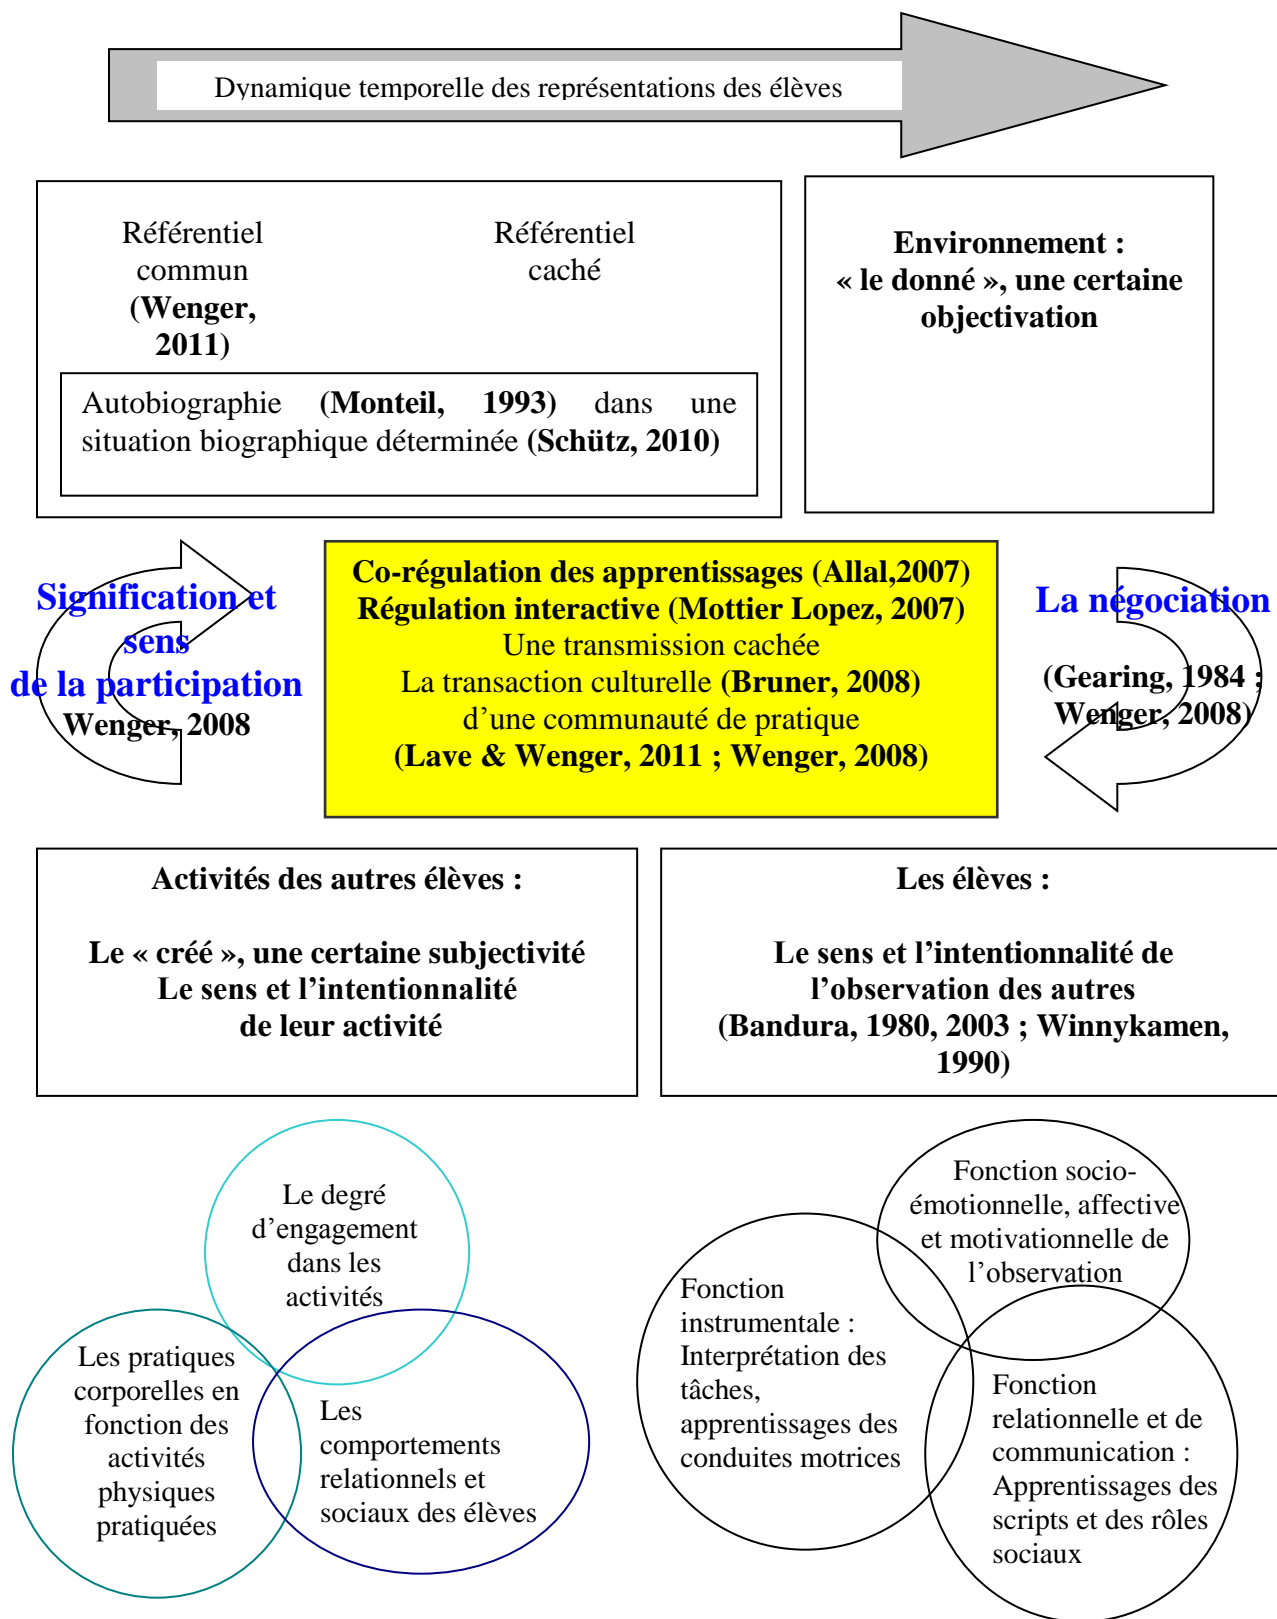 Dynamique temporelle des représentations des élèves
Référentiel
commun
(Wenger,
2011)
Référentiel
caché
Autobiographie (Monteil, 1993) dans une
situation biographique déterminée (Schütz, 2010)
Environnement :
« le donné », une certaine
objectivation
Signification et
sens
de la participation
Wenger, 2008
Co-régulation des apprentissages (Allal,2007)
Régulation interactive (Mottier Lopez, 2007)
Une transmission cachée
La transaction culturelle (Bruner, 2008)
d’une communauté de pratique
(Lave & Wenger, 2011 ; Wenger, 2008)
La négociation
(Gearing, 1984 ;
Wenger, 2008)
Activités des autres élèves :
Le « créé », une certaine subjectivité
Le sens et l’intentionnalité
de leur activité
Les élèves :
Le sens et l’intentionnalité de
l’observation des autres
(Bandura, 1980, 2003 ; Winnykamen,
1990)
Le degré
d’engagement
dans les
activités
Les pratiques
corporelles en
fonction des
activités
physiques
pratiquées
Les
comportements
relationnels et
sociaux des élèves
Fonction socio-
émotionnelle, affective
et motivationnelle de
l’observation
Fonction
instrumentale :
Interprétation des
tâches,
apprentissages des
conduites motrices
Fonction
relationnelle et de
communication :
Apprentissages des
scripts et des rôles
sociaux